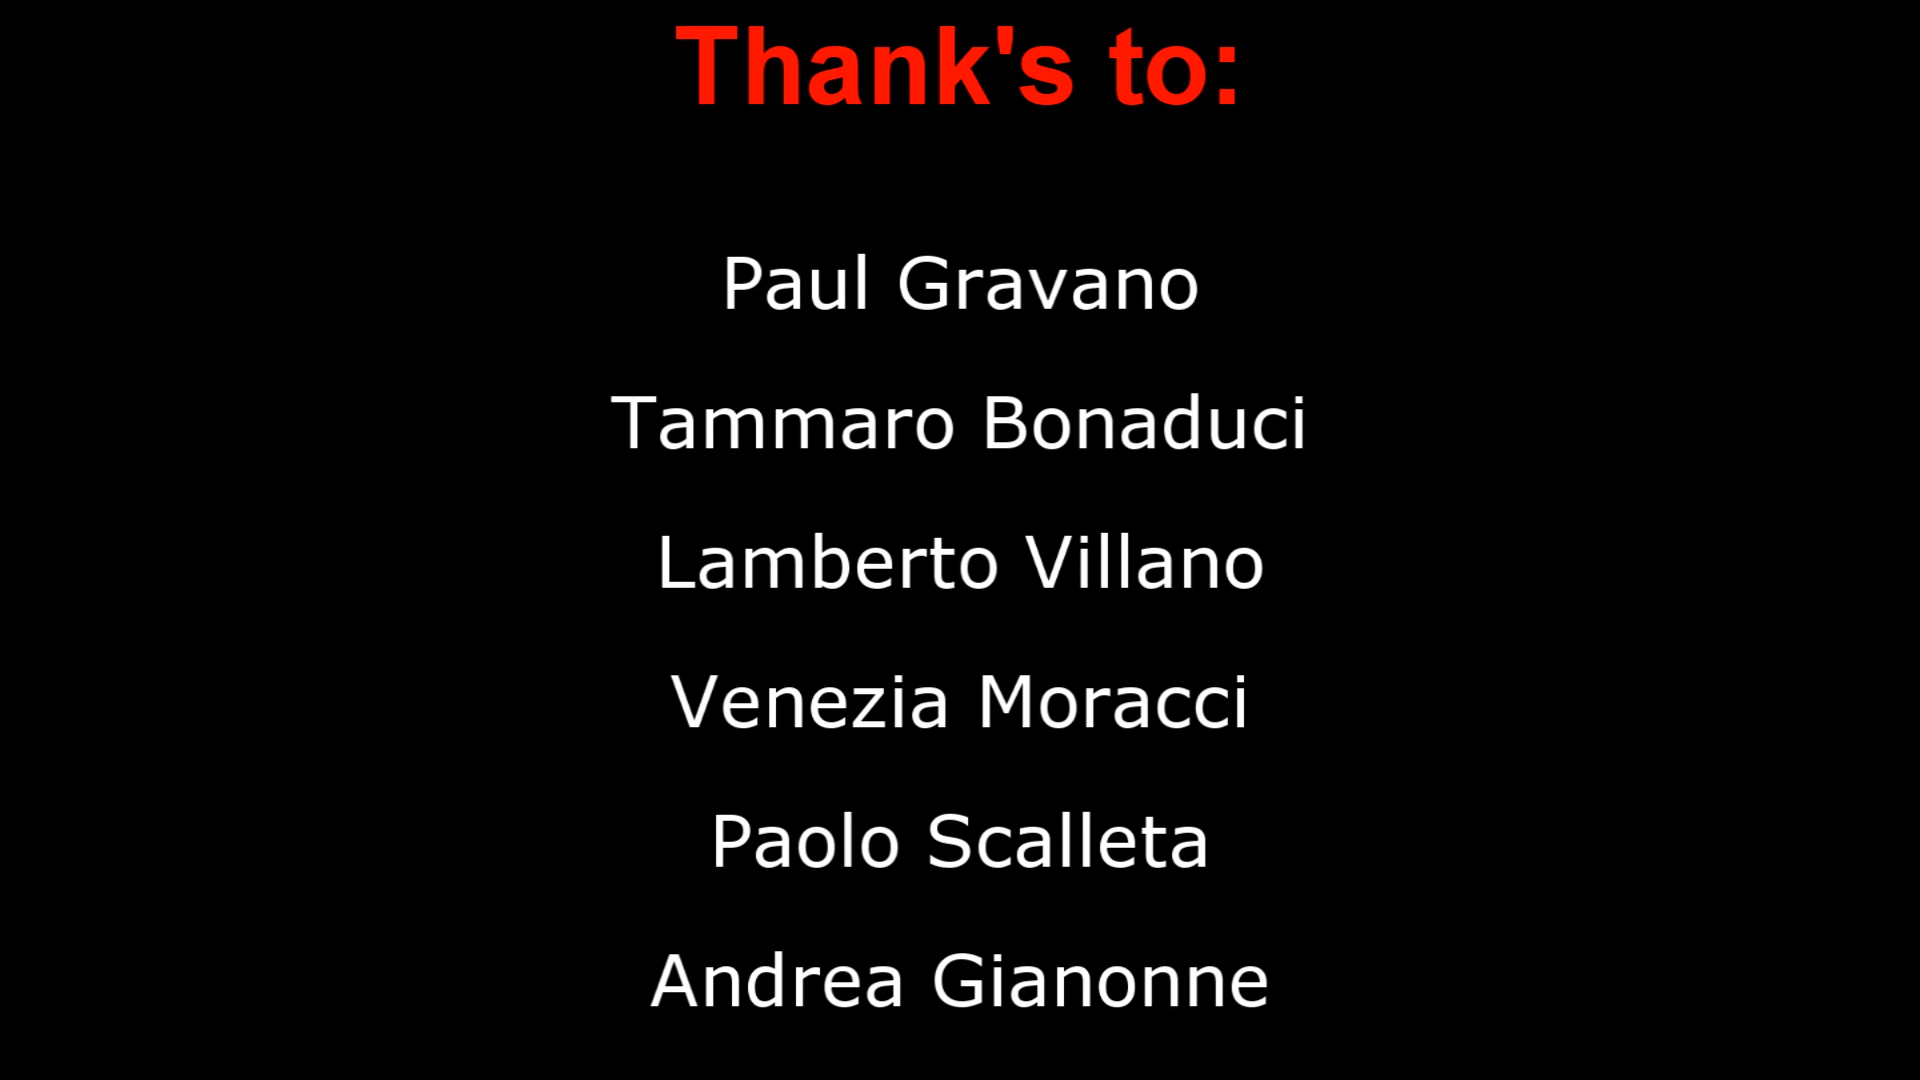 Thank's to:
Paul Gravano
Tammaro Bonaduci
Lamberto Villano
Venezia Moracci
Paolo Scalleta
Andrea Gianonne